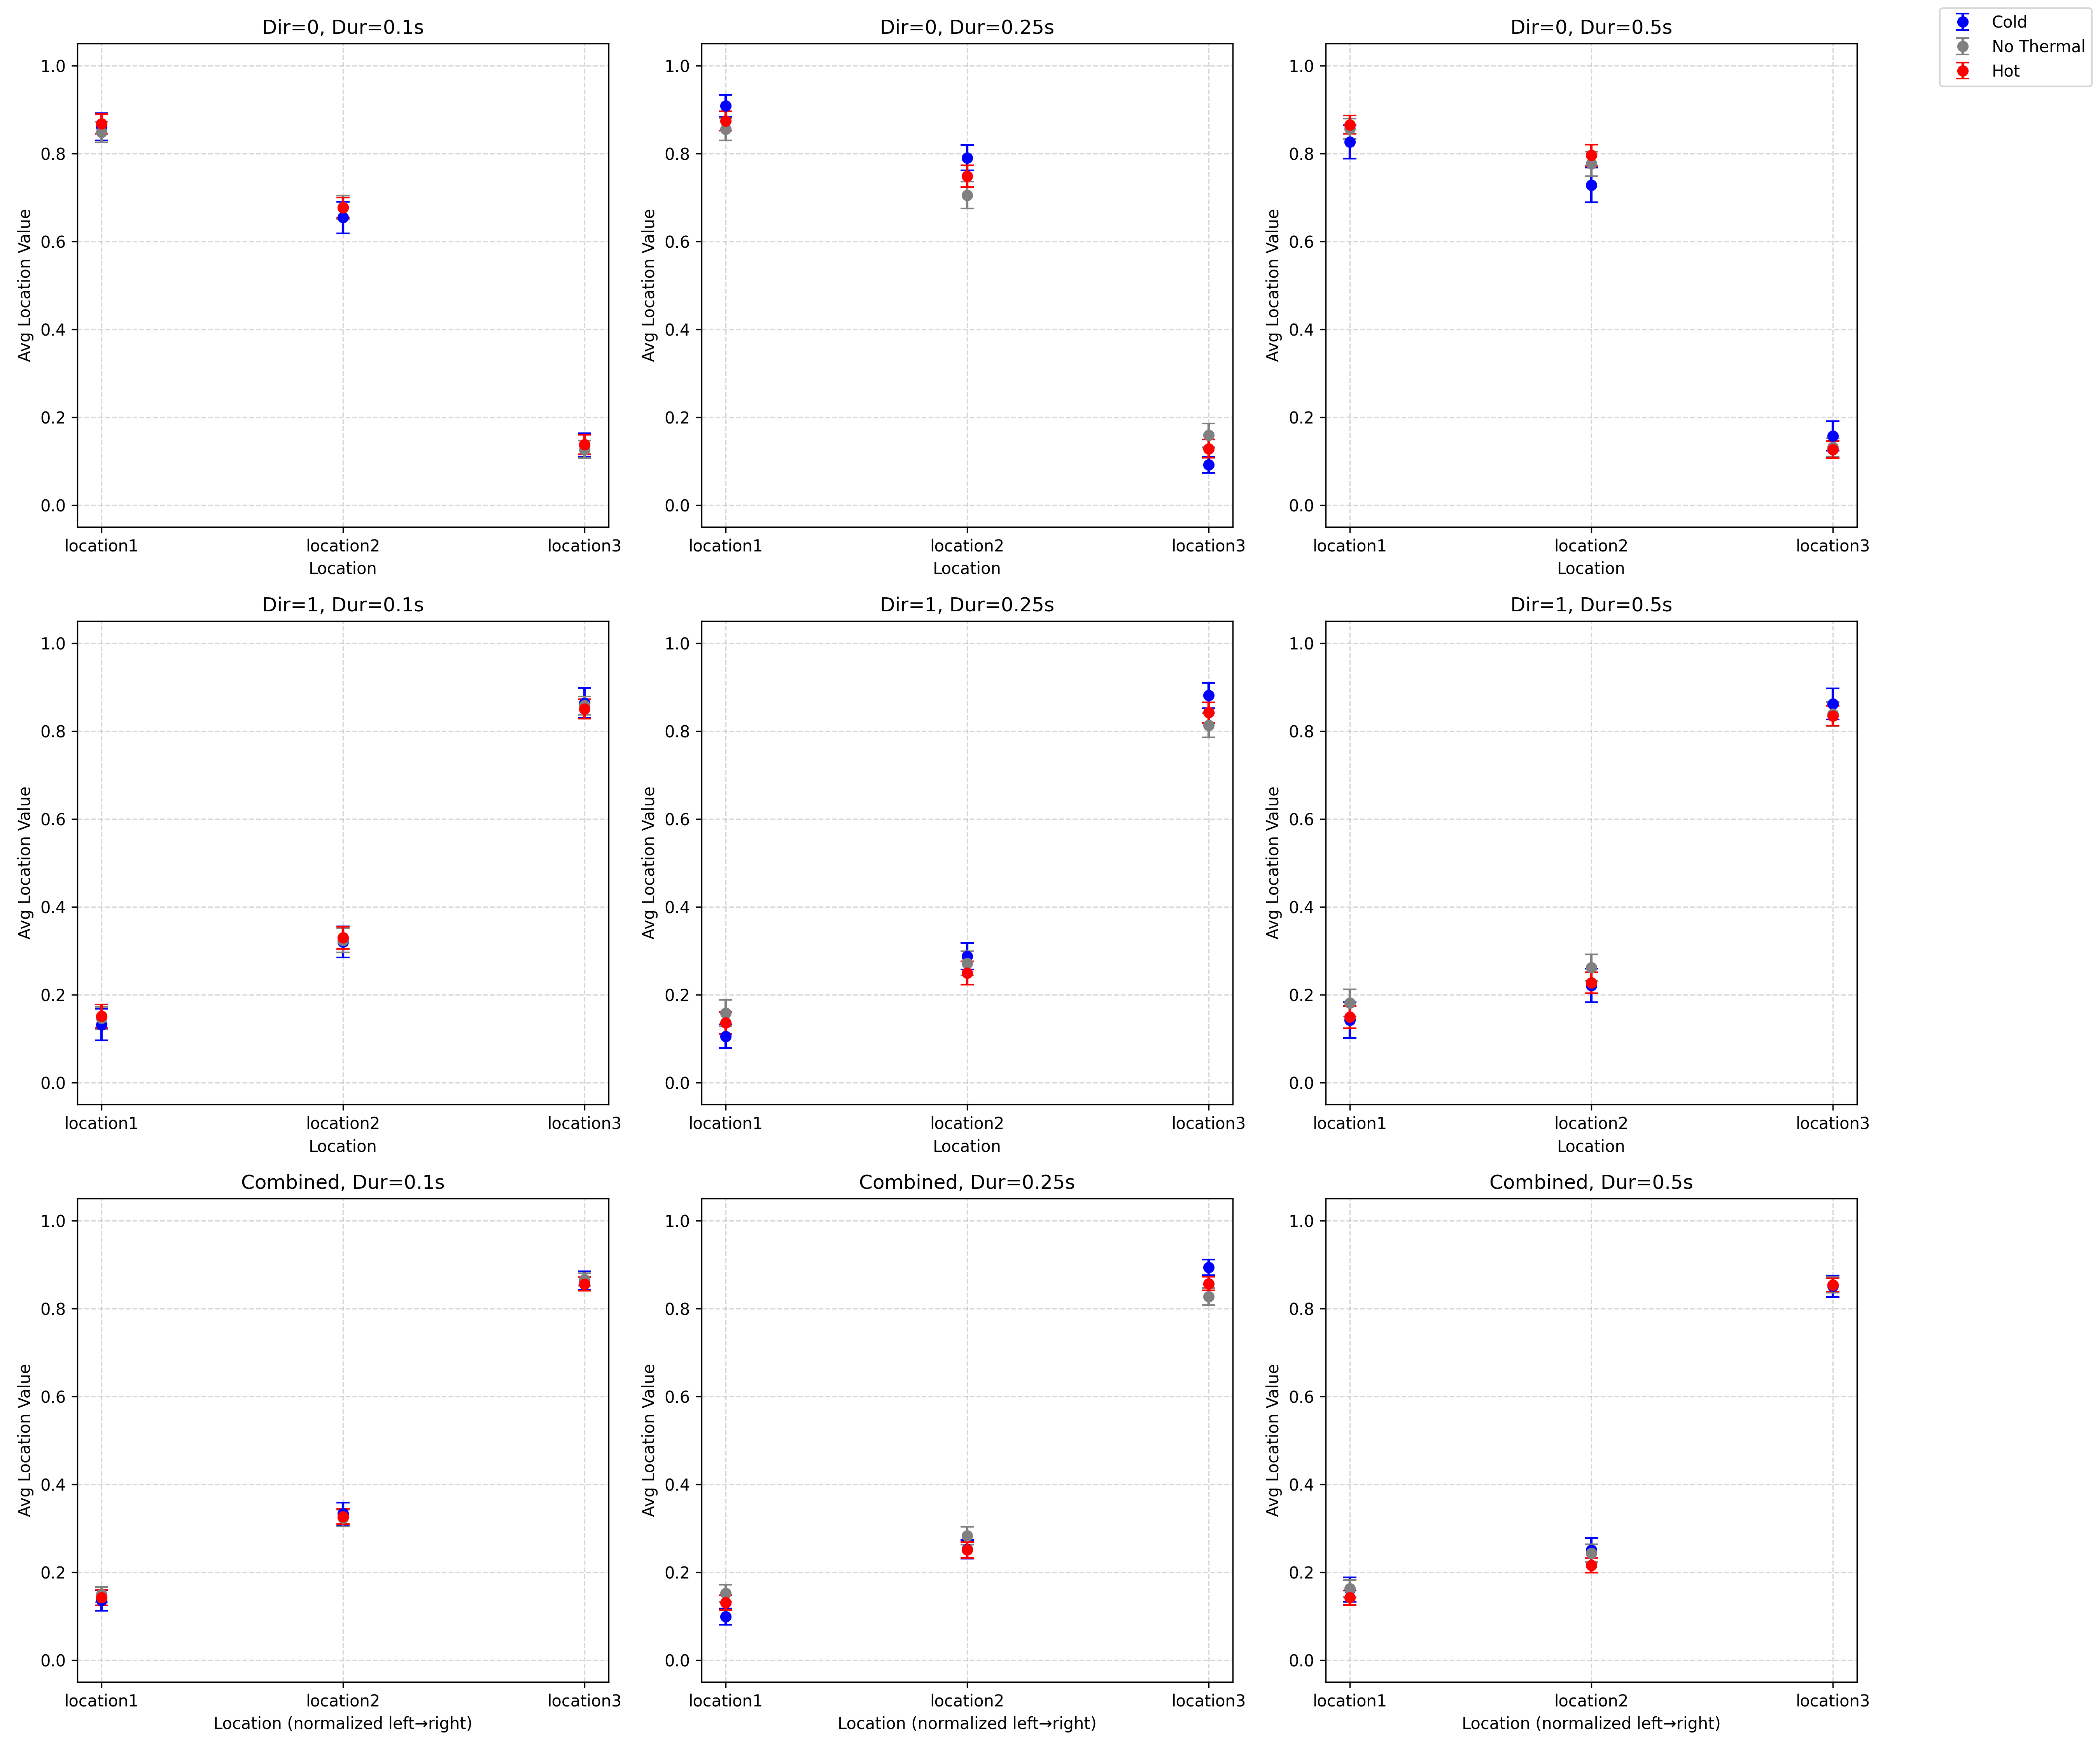 Dir=0, Dur=0.1s
Dir=0, Dur=0.25s
Dir=0, Dur=0.5s
Cold
No Thermal
Hot
1.0
0.8
0.6
0.4
0.2
0.0
Avg Location Value
location1
location2
location3
Location
1.0
0.8
0.6
0.4
0.2
0.0
Avg Location Value
location1
location2
location3
Location
1.0
0.8
0.6
0.4
0.2
0.0
Avg Location Value
location1
location2
location3
Location
Dir=1, Dur=0.1s
Dir=1, Dur=0.25s
Dir=1, Dur=0.5s
1.0
0.8
0.6
0.4
0.2
0.0
Avg Location Value
location1
location2
location3
Location
1.0
0.8
0.6
0.4
0.2
0.0
Avg Location Value
location1
location2
location3
Location
1.0
0.8
0.6
0.4
0.2
0.0
Avg Location Value
location1
location2
location3
Location
Combined, Dur=0.1s
Combined, Dur=0.25s
Combined, Dur=0.5s
1.0
0.8
0.6
0.4
0.2
0.0
Avg Location Value
location1
location2
location3
Location (normalized left→right)
1.0
0.8
0.6
0.4
0.2
0.0
Avg Location Value
location1
location2
location3
Location (normalized left→right)
1.0
0.8
0.6
0.4
0.2
0.0
Avg Location Value
location1
location2
location3
Location (normalized left→right)